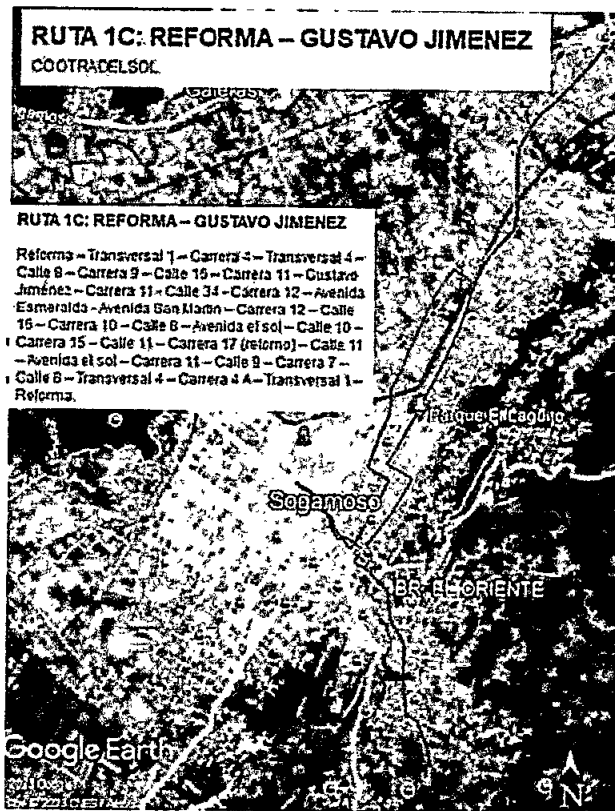 RUTA 1C: REFORMA – GUSTAVO JIMENEZ
COOTRADELSOL
Galeras
RUTA 1C: REFORMA – GUSTAVO JIMENEZ
Reforma – Transversal 1 – Carrera 4 – Transversal 4 –
Calle 8 – Carrera 9 – Calle 15 – Carrera 11 – Gustavo
Jiménez – Carrera 11 – Calle 34 – Carrera 12 – Avenida
Esmeralda – Avenida San Martin – Carrera 12 – Calle
16 – Carrera 10 – Calle 8 – Avenida el sol – Calle 10 –
Carrera 15 – Calle 11 – Carrera 17 (retorno) – Calle 11
– Avenida el sol – Carrera 11 – Calle 9 – Carrera 7 –
Calle 8 – Transversal 4 – Carrera 4 A – Transversal 1 –
Reforma.
Parque El Laguito
Sogamoso
BR. EL ORIENTE
Google Earth
N